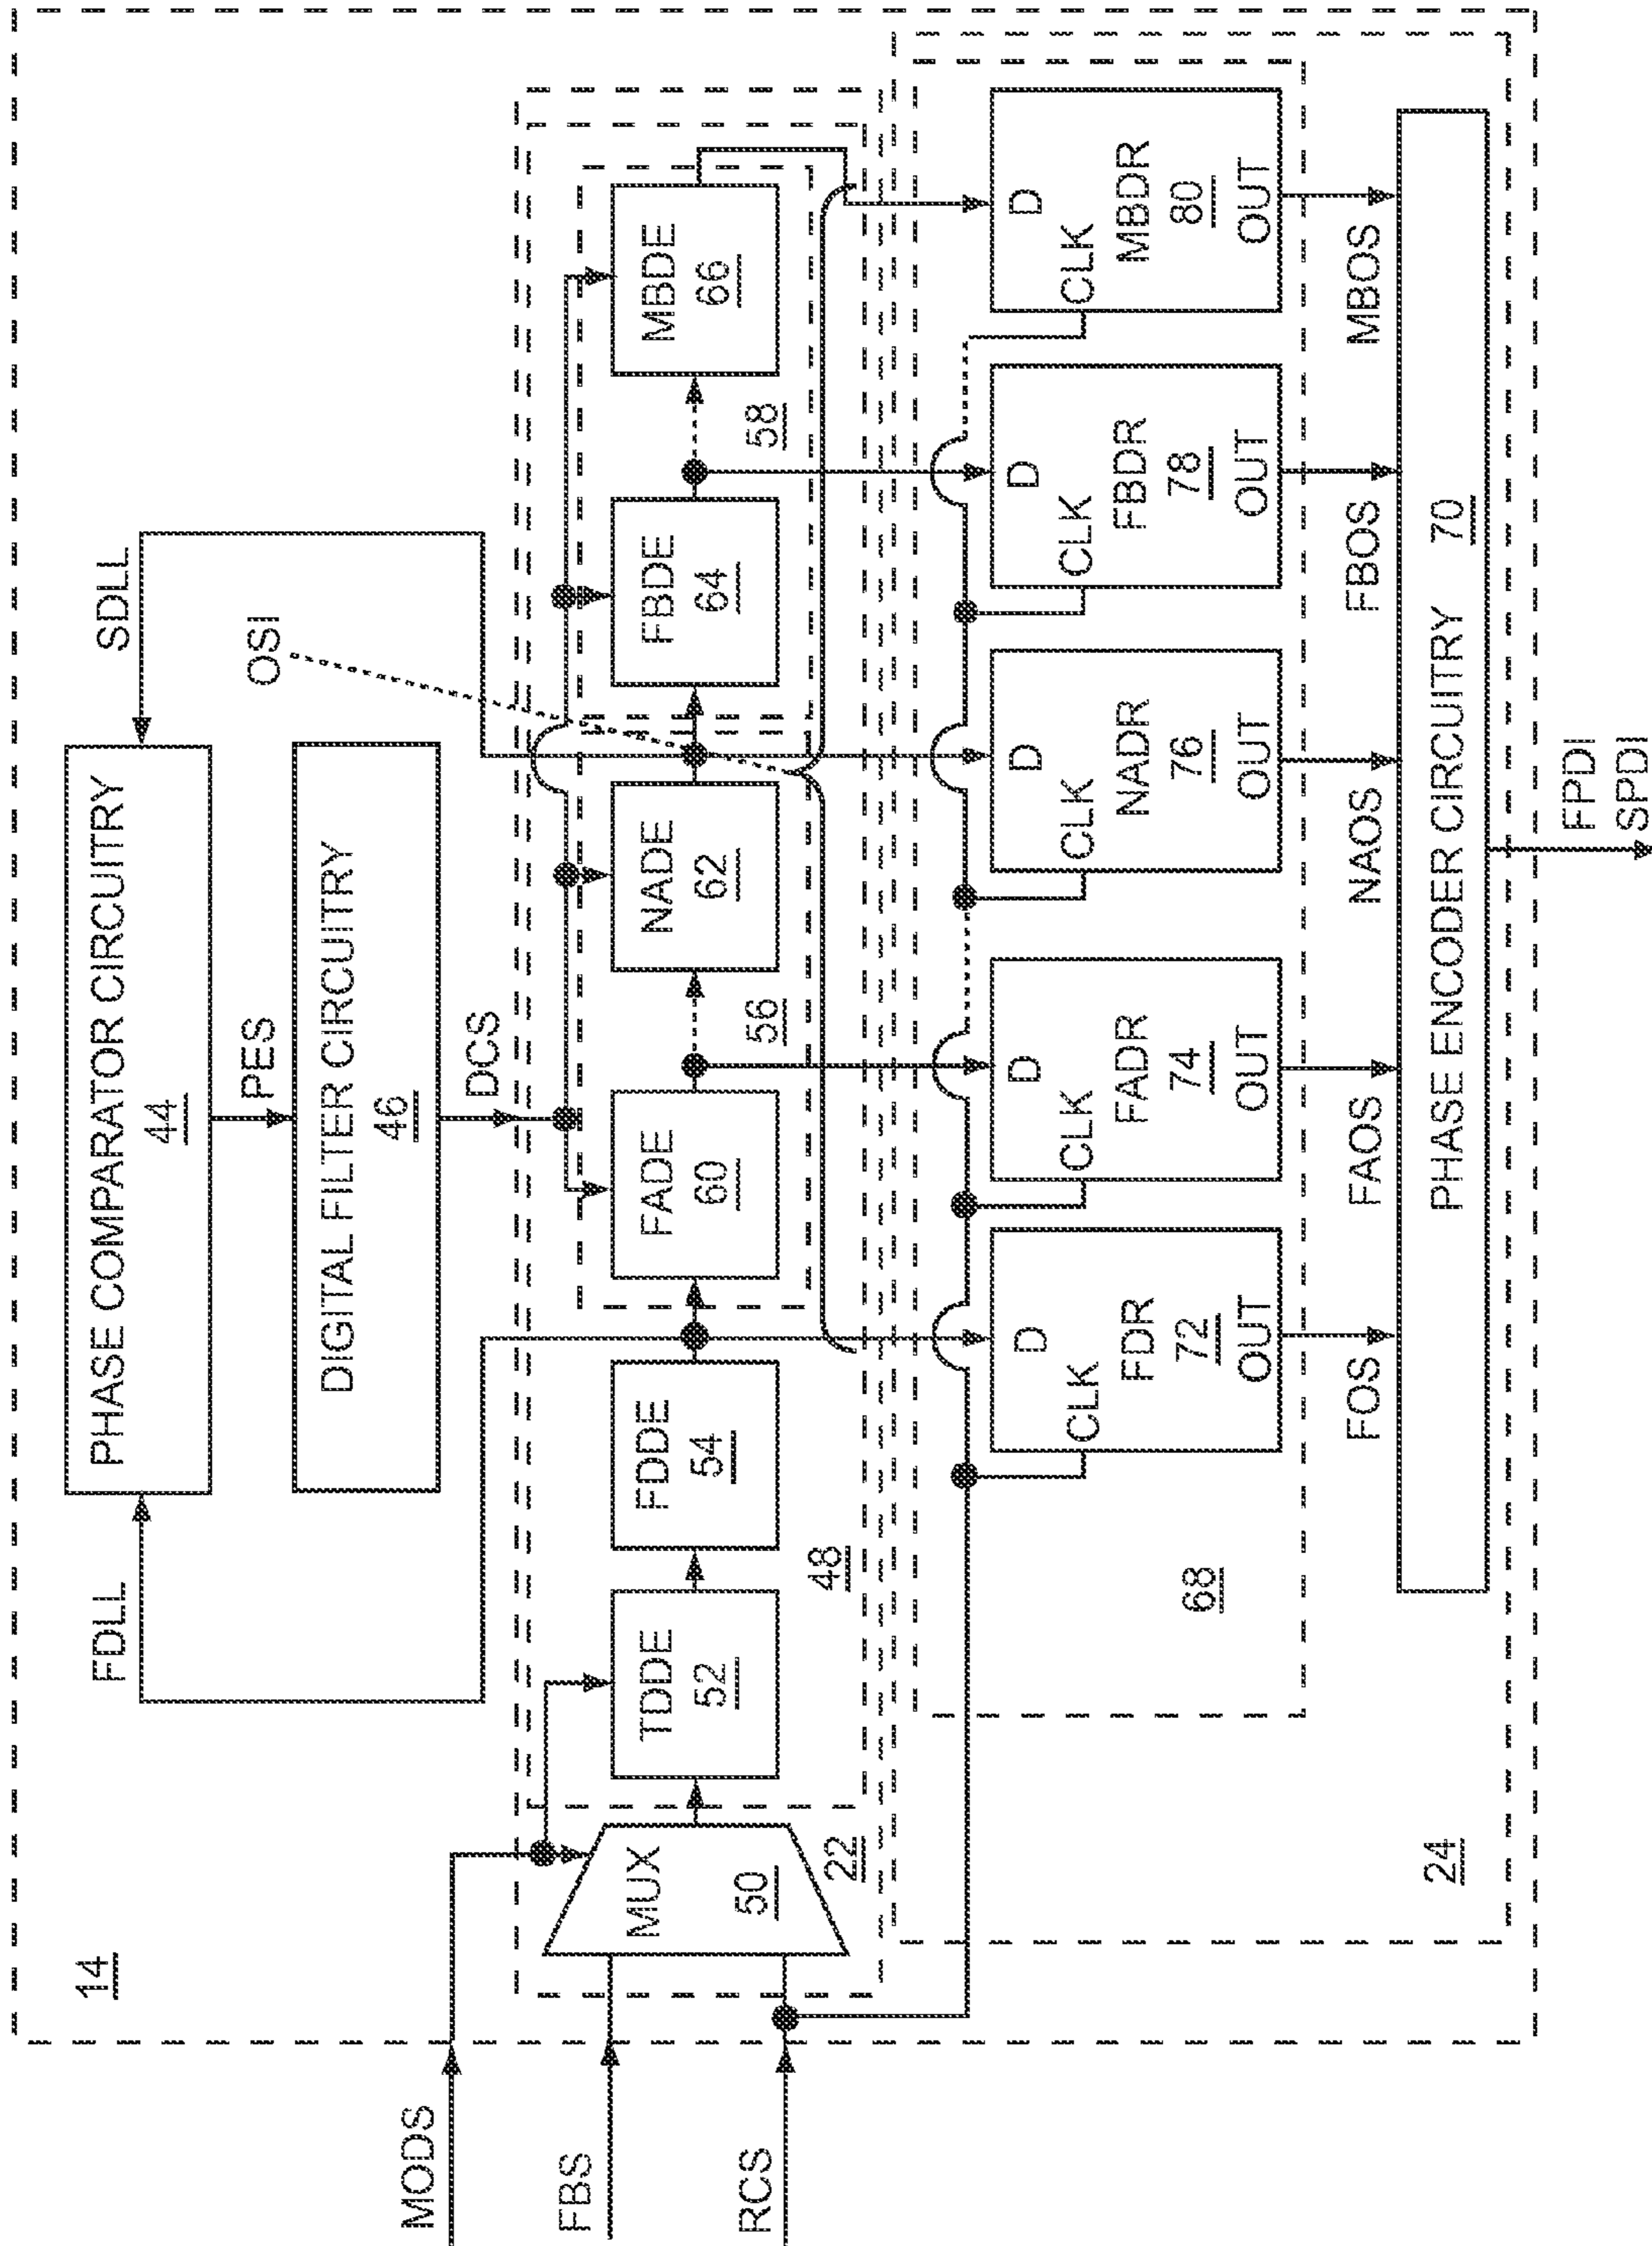 14
MODS
FBS
RCS
FDLL
SDLL
PHASE COMPARATOR CIRCUITRY
44
PES
DIGITAL FILTER CIRCUITRY
46
DCS
OSI
MUX
50
22
TDDE
52
48
FDDE
54
FADE
60
56
NADE
62
FBDE
64
58
MBDE
66
68
D
CLK
FDR
72
OUT
D
CLK
FADR
74
OUT
D
CLK
NADR
76
OUT
D
CLK
FBDR
78
OUT
D
CLK
MBDR
80
OUT
FOS
FAOS
NAOS
FBOS
MBOS
24
PHASE ENCODER CIRCUITRY 70
FPDI
SPDI